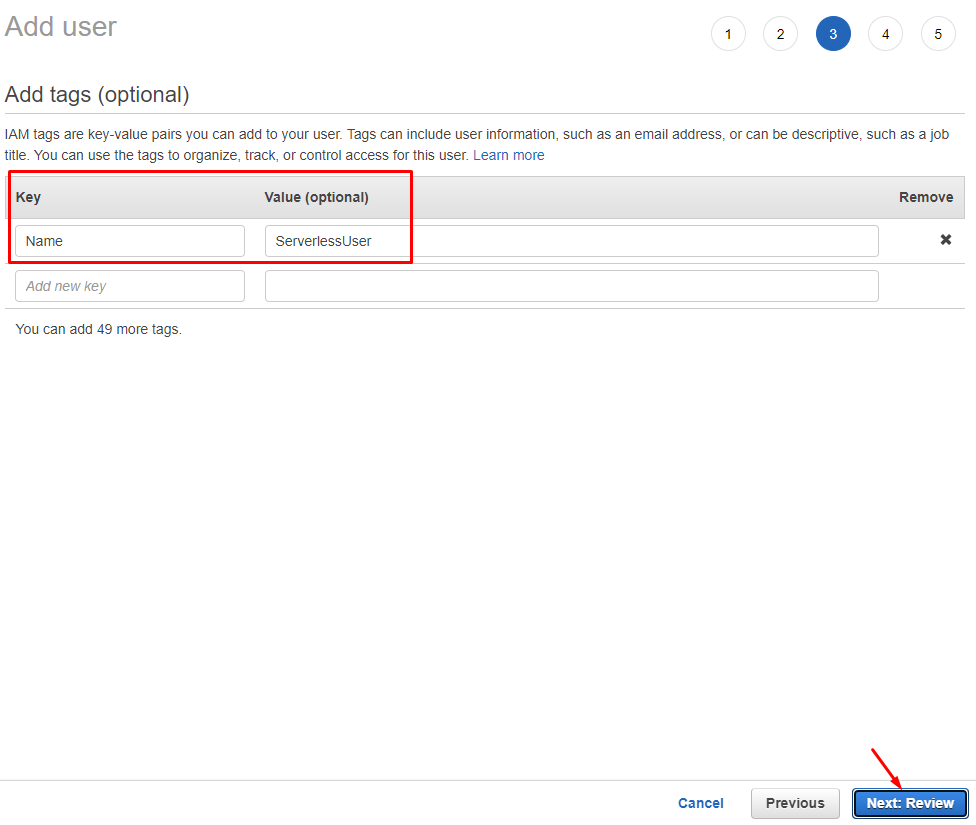 Add user
1 2 3 4 5
Add tags (optional)
IAM tags are key-value pairs you can add to your user. Tags can include user information, such as an email address, or can be descriptive, such as a job
title. You can use the tags to organize, track, or control access for this user. Learn more
Key Value (optional) Remove
Name ServerlessUser
Add new key
You can add 49 more tags.
Cancel Previous Next: Review